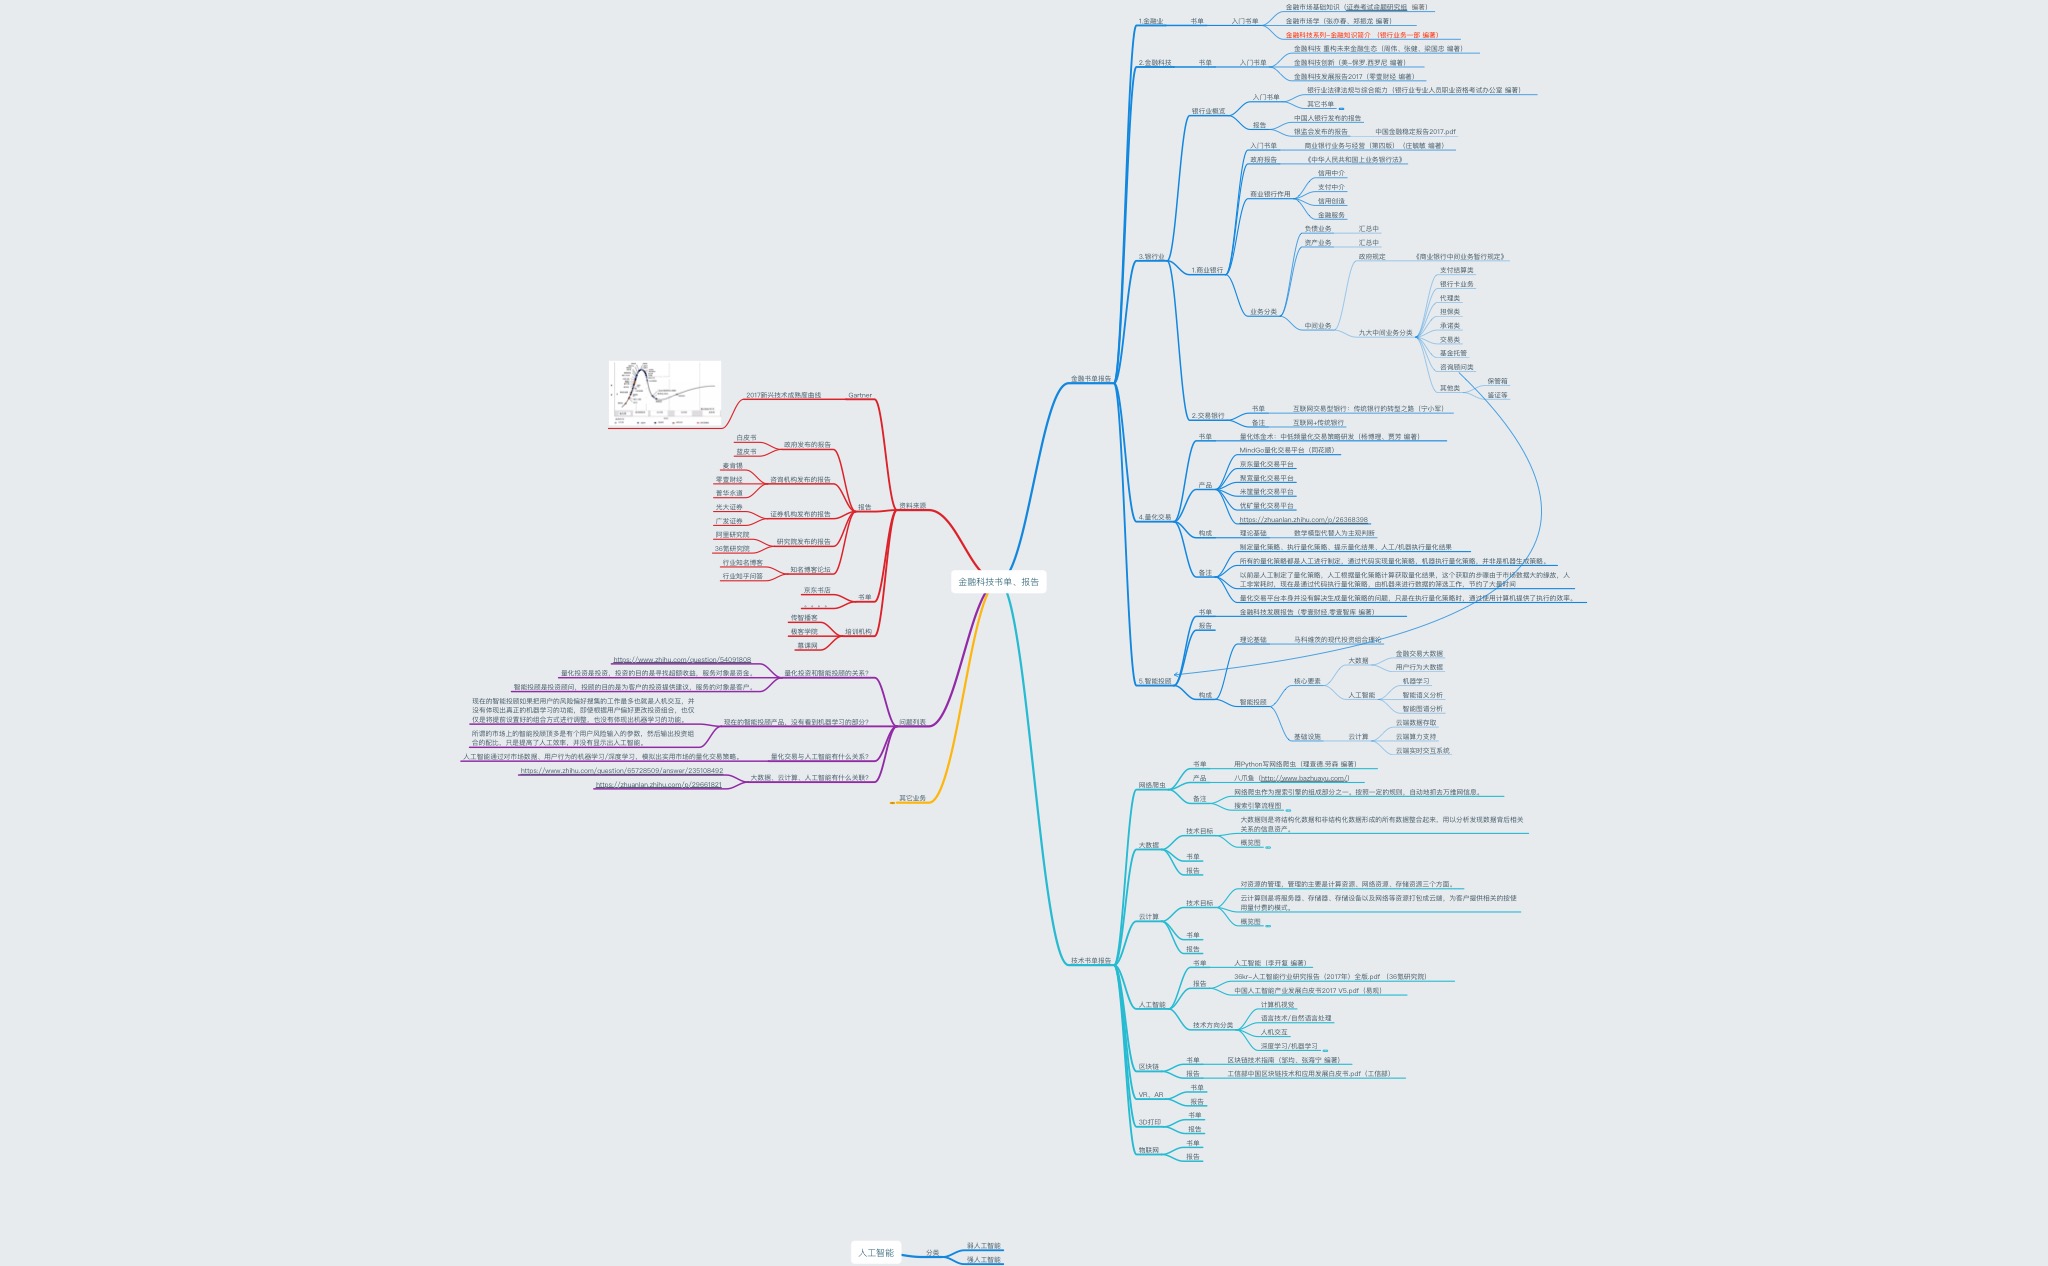 金融科技书单、报告
金融书单报告
1.金融业
书单
入门书单
金融市场基础知识（证券考试命题研究组 编著）
金融市场学（张亦春、郑振龙 编著）
金融科技系列-金融知识简介 （银行业务一部 编著）
2.金融科技
书单
入门书单
金融科技 重构未来金融生态（周伟、张健、梁国忠 编著）
金融科技创新（美-保罗.西罗尼 编著）
金融科技发展报告2017（零壹财经 编著）
3.银行业
银行业概览
入门书单
银行业法律法规与综合能力（银行业专业人员职业资格考试办公室 编著）
其它书单
报告
中国人银行发布的报告
银监会发布的报告
中国金融稳定报告2017.pdf
1.商业银行
入门书单
商业银行业务与经营（第四版）（庄毓敏 编著）
政府报告
《中华人民共和国上业务银行法》
商业银行作用
信用中介
支付中介
信用创造
金融服务
业务分类
负债业务
汇总中
资产业务
汇总中
中间业务
政府规定
《商业银行中间业务暂行规定》
九大中间业务分类
支付结算类
银行卡业务
代理类
担保类
承诺类
交易类
基金托管
咨询顾问类
其他类
保管箱
鉴证等
2.交易银行
书单
互联网交易型银行：传统银行的转型之路（宁小军）
备注
互联网+传统银行
4.量化交易
书单
量化炼金术：中低频量化交易策略研发（杨博理、贾芳 编著）
产品
MindGo量化交易平台（同花顺）
京东量化交易平台
聚宽量化交易平台
米筐量化交易平台
优矿量化交易平台
https://zhuanlan.zhihu.com/p/26368398
构成
理论基础
数学模型代替人为主观判断
备注
制定量化策略、执行量化策略、提示量化结果、人工/机器执行量化结果
所有的量化策略都是人工进行制定，通过代码实现量化策略，机器执行量化策略，并非是机器生成策略。
以前是人工制定了量化策略，人工根据量化策略计算获取量化结果，这个获取的步骤由于市场数据大的缘故，人
工非常耗时，现在是通过代码执行量化策略，由机器来进行数据的筛选工作，节约了大量时间
量化交易平台本身并没有解决生成量化策略的问题，只是在执行量化策略时，通过使用计算机提供了执行的效率。
5.智能投顾
书单
金融科技发展报告（零壹财经.零壹智库 编著）
报告
构成
理论基础
马科维茨的现代投资组合理论
智能投顾
核心要素
大数据
金融交易大数据
用户行为大数据
人工智能
机器学习
智能语义分析
智能图谱分析
基础设施
云计算
云端数据存取
云端算力支持
云端实时交互系统
技术书单报告
网络爬虫
书单
用Python写网络爬虫（理查德.劳森 编著）
产品
八爪鱼（http://www.bazhuayu.com/）
备注
网络爬虫作为搜索引擎的组成部分之一。按照一定的规则，自动地抓去万维网信息。
搜索引擎流程图
大数据
技术目标
大数据则是将结构化数据和非结构化数据形成的所有数据整合起来，用以分析发现数据背后相关
关系的信息资产。
概览图
书单
报告
云计算
技术目标
对资源的管理，管理的主要是计算资源、网络资源、存储资源三个方面。
云计算则是将服务器、存储器、存储设备以及网络等资源打包成云端，为客户提供相关的按使
用量付费的模式。
概览图
书单
报告
人工智能
书单
人工智能（李开复 编著）
报告
36kr-人工智能行业研究报告（2017年）全版.pdf （36氪研究院）
中国人工智能产业发展白皮书2017 V5.pdf（易观）
技术方向分类
计算机视觉
语言技术/自然语言处理
人机交互
深度学习/机器学习
区块链
书单
区块链技术指南（邹均、张海宁 编著）
报告
工信部中国区块链技术和应用发展白皮书.pdf（工信部）
VR、AR
书单
报告
3D打印
书单
报告
物联网
书单
报告
资料来源
Gartner
2017新兴技术成熟度曲线
报告
政府发布的报告
白皮书
蓝皮书
咨询机构发布的报告
麦肯锡
零壹财经
普华永道
证券机构发布的报告
光大证券
广发证券
研究院发布的报告
阿里研究院
36氪研究院
知名博客论坛
行业知名博客
行业知乎问答
书单
京东书店
。。。。
培训机构
传智播客
极客学院
慕课网
问题列表
量化投资和智能投顾的关系？
https://www.zhihu.com/question/54091808
量化投资是投资，投资的目的是寻找超额收益，服务对象是资金。
智能投顾是投资顾问，投顾的目的是为客户的投资提供建议，服务的对象是客户。
现在的智能投顾产品，没有看到机器学习的部分？
现在的智能投顾如果把用户的风险偏好搜集的工作最多也就是人机交互，并
没有体现出真正的机器学习的功能，即使根据用户偏好更改投资组合，也仅
仅是将提前设置好的组合方式进行调整，也没有体现出机器学习的功能。
所谓的市场上的智能投顾顶多是有个用户风险输入的参数，然后输出投资组
合的配比，只是提高了人工效率，并没有显示出人工智能。
量化交易与人工智能有什么关系？
人工智能通过对市场数据、用户行为的机器学习/深度学习，模拟出实用市场的量化交易策略。
大数据，云计算、人工智能有什么关联？
https://www.zhihu.com/question/65728509/answer/235108492
https://zhuanlan.zhihu.com/p/29661821
其它业务
人工智能
分类
弱人工智能
强人工智能